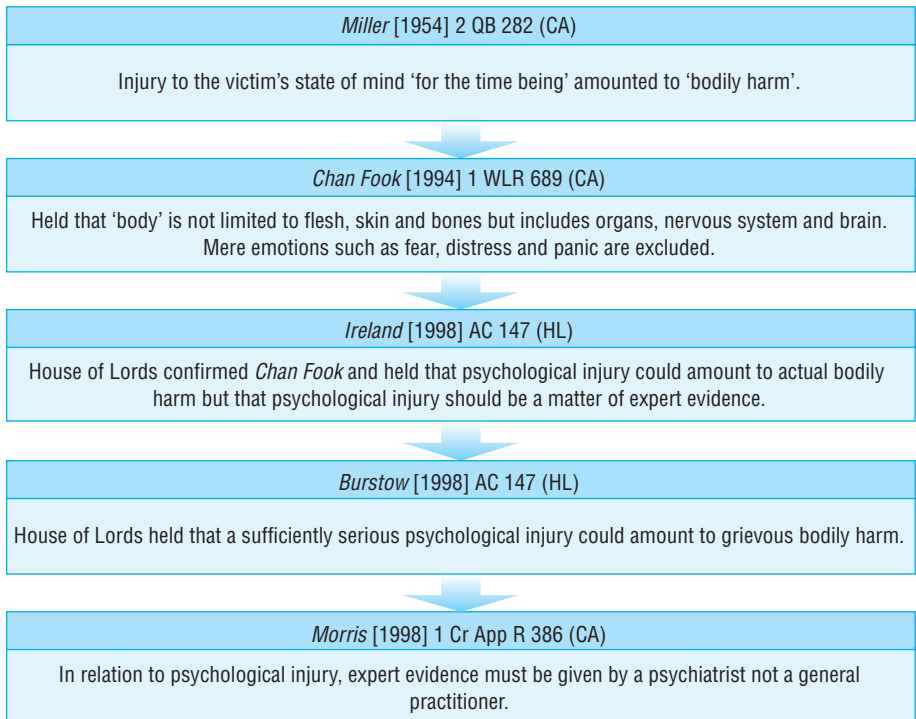 Miller [1954] 2 QB 282 (CA)
Injury to the victim’s state of mind ‘for the time being’ amounted to ‘bodily harm’.
Chan Fook [1994] 1 WLR 689 (CA)
Held that ‘body’ is not limited to flesh, skin and bones but includes organs, nervous system and brain.
Mere emotions such as fear, distress and panic are excluded.
Ireland [1998] AC 147 (HL)
House of Lords confirmed Chan Fook and held that psychological injury could amount to actual bodily
harm but that psychological injury should be a matter of expert evidence.
Burstow [1998] AC 147 (HL)
House of Lords held that a sufficiently serious psychological injury could amount to grievous bodily harm.
Morris [1998] 1 Cr App R 386 (CA)
In relation to psychological injury, expert evidence must be given by a psychiatrist not a general
practitioner.